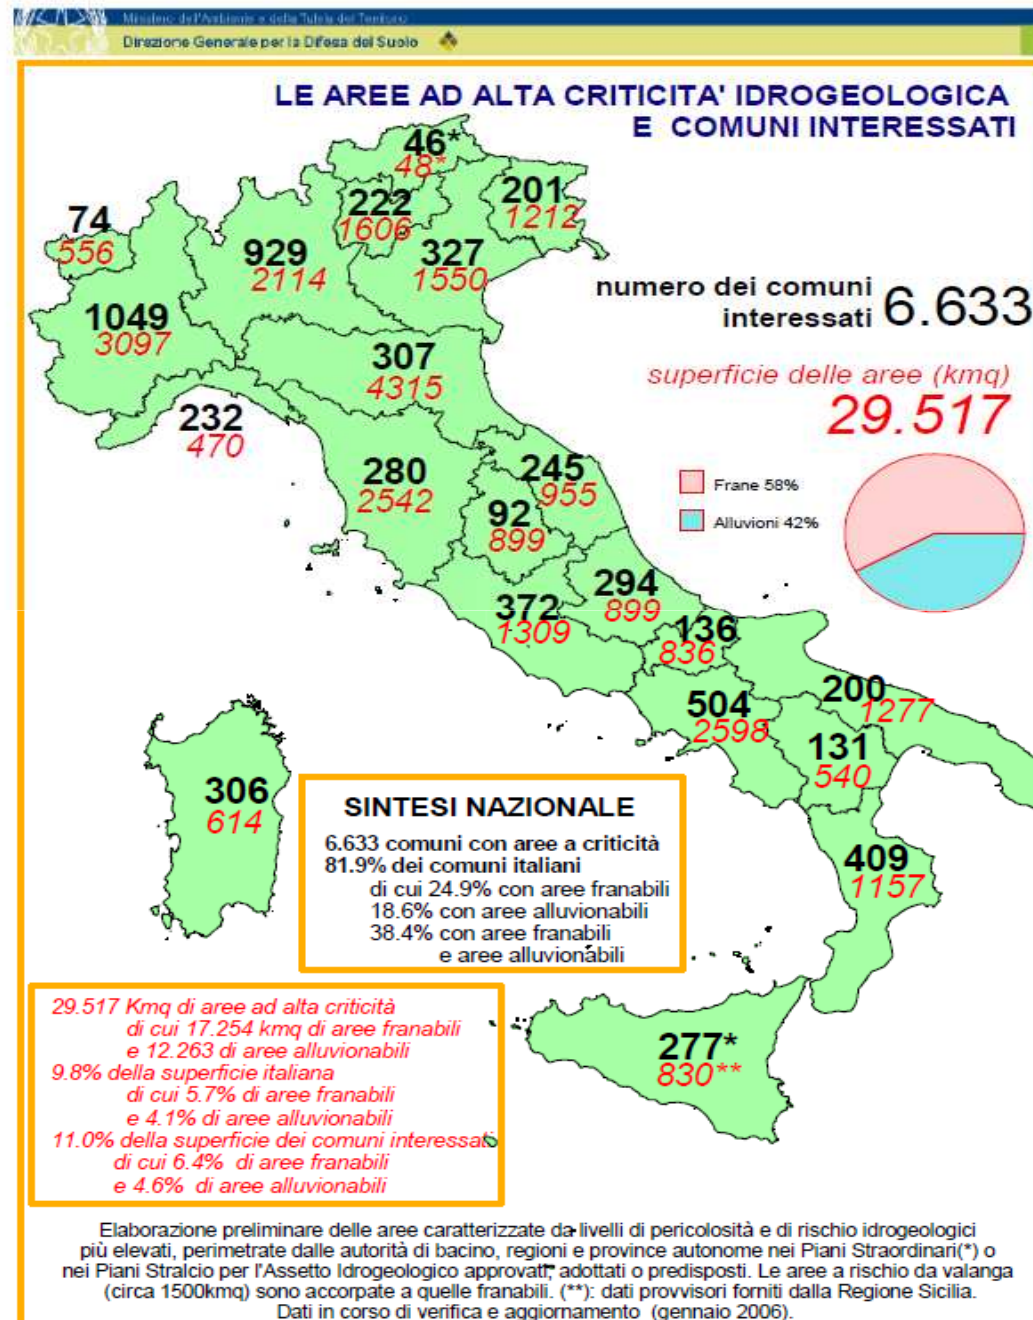 Ministero dell'Ambiente e della Tutela del Territorio
Direzione Generale per la Difesa del Suolo
LE AREE AD ALTA CRITICITA' IDROGEOLOGICA
E COMUNI INTERESSATI
46*
48*
222
1606
201
1212
74
556
929
2114
327
1550
numero dei comuni
interessati 6.633
1049
3097
307
4315
superficie delle aree (kmq)
29.517
232
470
280
2542
245
955
92
899
Frane 58%
Alluvioni 42%
294
899
372
1309
136
836
200
1277
504
2598
131
540
306
614
SINTESI NAZIONALE
6.633 comuni con aree a criticità
81.9% dei comuni italiani
di cui 24.9% con aree franabili
18.6% con aree alluvionabili
38.4% con aree franabili
e aree alluvionabili
409
1157
29.517 Kmq di aree ad alta criticità
di cui 17.254 kmq di aree franabili
e 12.263 di aree alluvionabili
9.8% della superficie italiana
di cui 5.7% di aree franabili
e 4.1% di aree alluvionabili
11.0% della superficie dei comuni interessati
di cui 6.4% di aree franabili
e 4.6% di aree alluvionabili
277*
830**
Elaborazione preliminare delle aree caratterizzate da livelli di pericolosità e di rischio idrogeologici
più elevati, perimetrate dalle autorità di bacino, regioni e province autonome nei Piani Straordinari(*) o
nei Piani Stralcio per l'Assetto Idrogeologico approvati, adottati o predisposti. Le aree a rischio da valanga
(circa 1500kmq) sono accorpate a quelle franabili. (**): dati provvisori forniti dalla Regione Sicilia.
Dati in corso di verifica e aggiornamento (gennaio 2006).